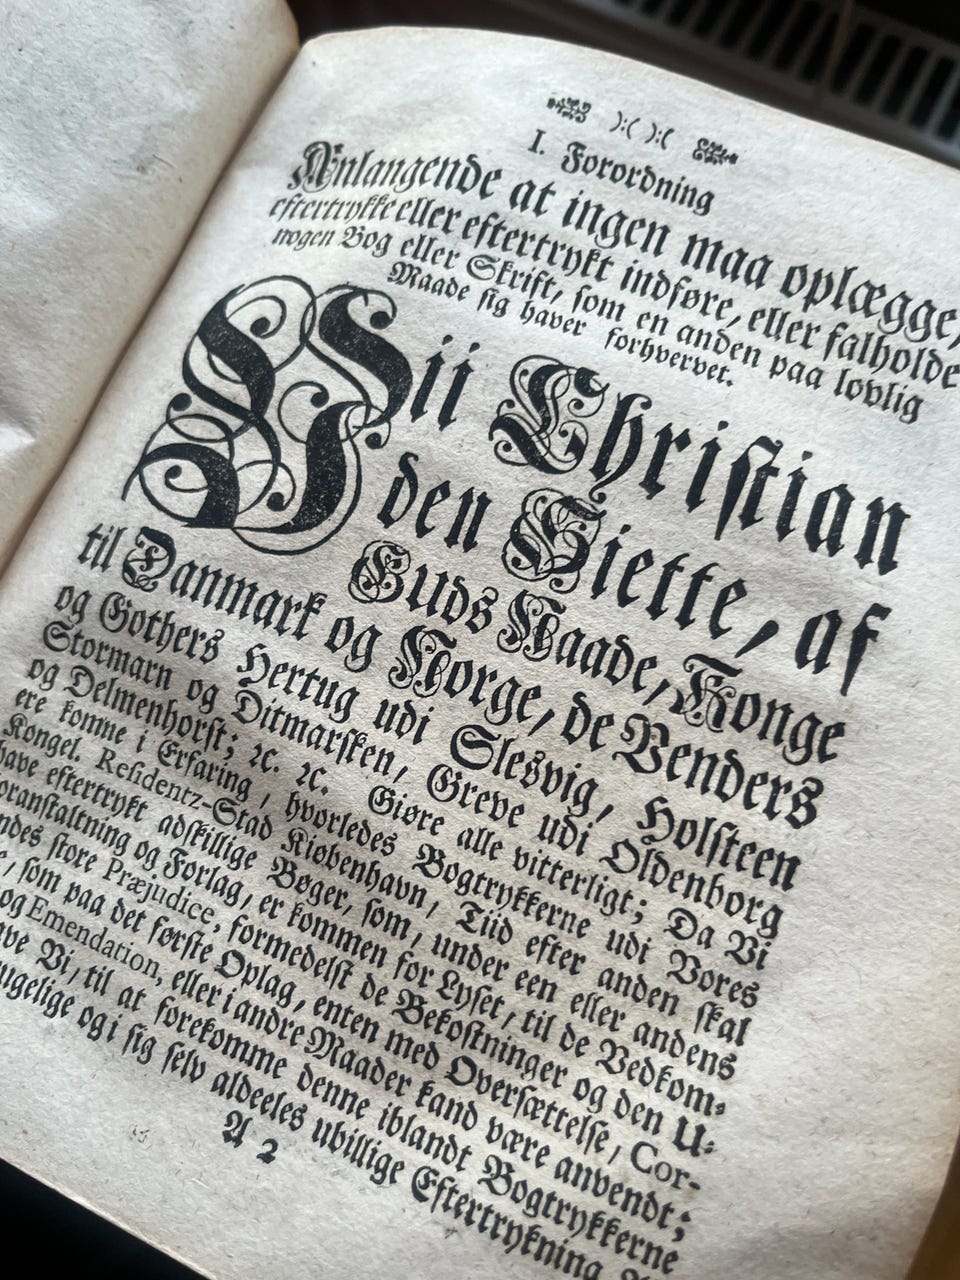 ):( ):(
I. Forordning
Anlangende at ingen maa oplægge,
eftertrykke eller eftertrykt indføre, eller falholde
nogen Bog eller Skrift, som en anden paa lovlig
Maade sig haver forhvervet.
Vii Christian
den Siette, af
Guds Naade, Konge
til Danmark og Norge, de Venders
og Gothers Hertug udi Slesvig, Holsteen
Stormarn og Ditmarsken, Greve udi Oldenborg
og Delmenhorst; ꝛc. ꝛc. Giøre alle vitterligt; Da Vi
ere komne i Erfaring, hvorledes Bogtrykkerne udi Vores
Kongel. Residentz-Stad Kiøbenhavn, Tiid efter anden skal
have eftertrykt adskillige Bøger, som, under een eller andens
Foranstaltning og Forlag, er kommen for Lyset, til de Vedkom-
store Præjudice, formedelst de Bekostninger og den U-
som paa det første Oplag, enten med Oversættelse, Cor-
og Emendation, eller i andre Maader kand være anvendt;
Vi, til at forekomme denne iblandt Bogtrykkerne
og i sig selv aldeeles ubillige Eftertrykning
A 2